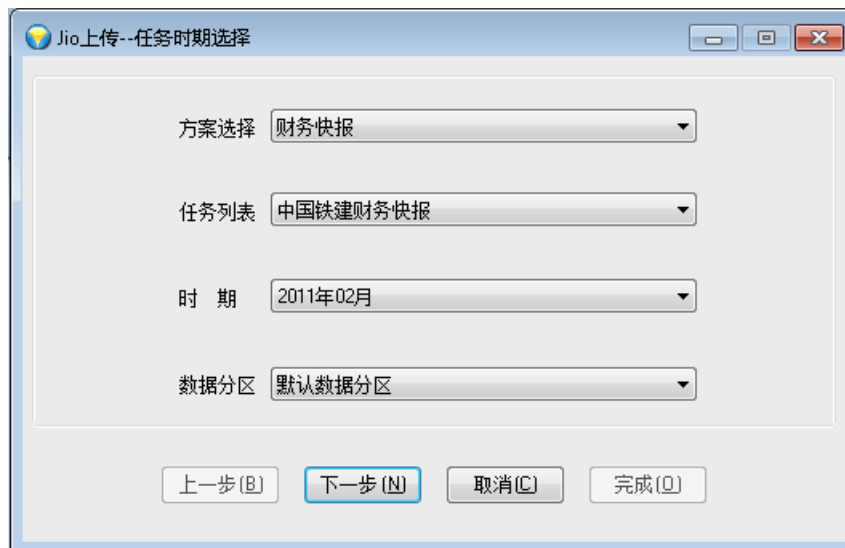 Jio上传--任务时期选择
方案选择 财务快报
任务列表 中国铁建财务快报
时 期 2011年02月
数据分区 默认数据分区
上一步(B) 下一步(N) 取消(C) 完成(O)